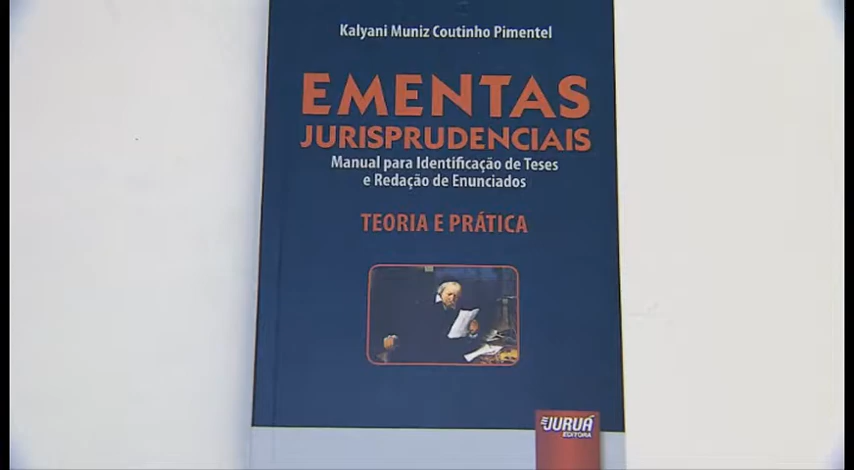 Kalyani Muniz Coutinho Pimentel
EMENTAS
JURISPRUDENCIAIS
Manual para Identificação de Teses
e Redação de Enunciados
TEORIA E PRÁTICA
JURUÁ
EDITORA